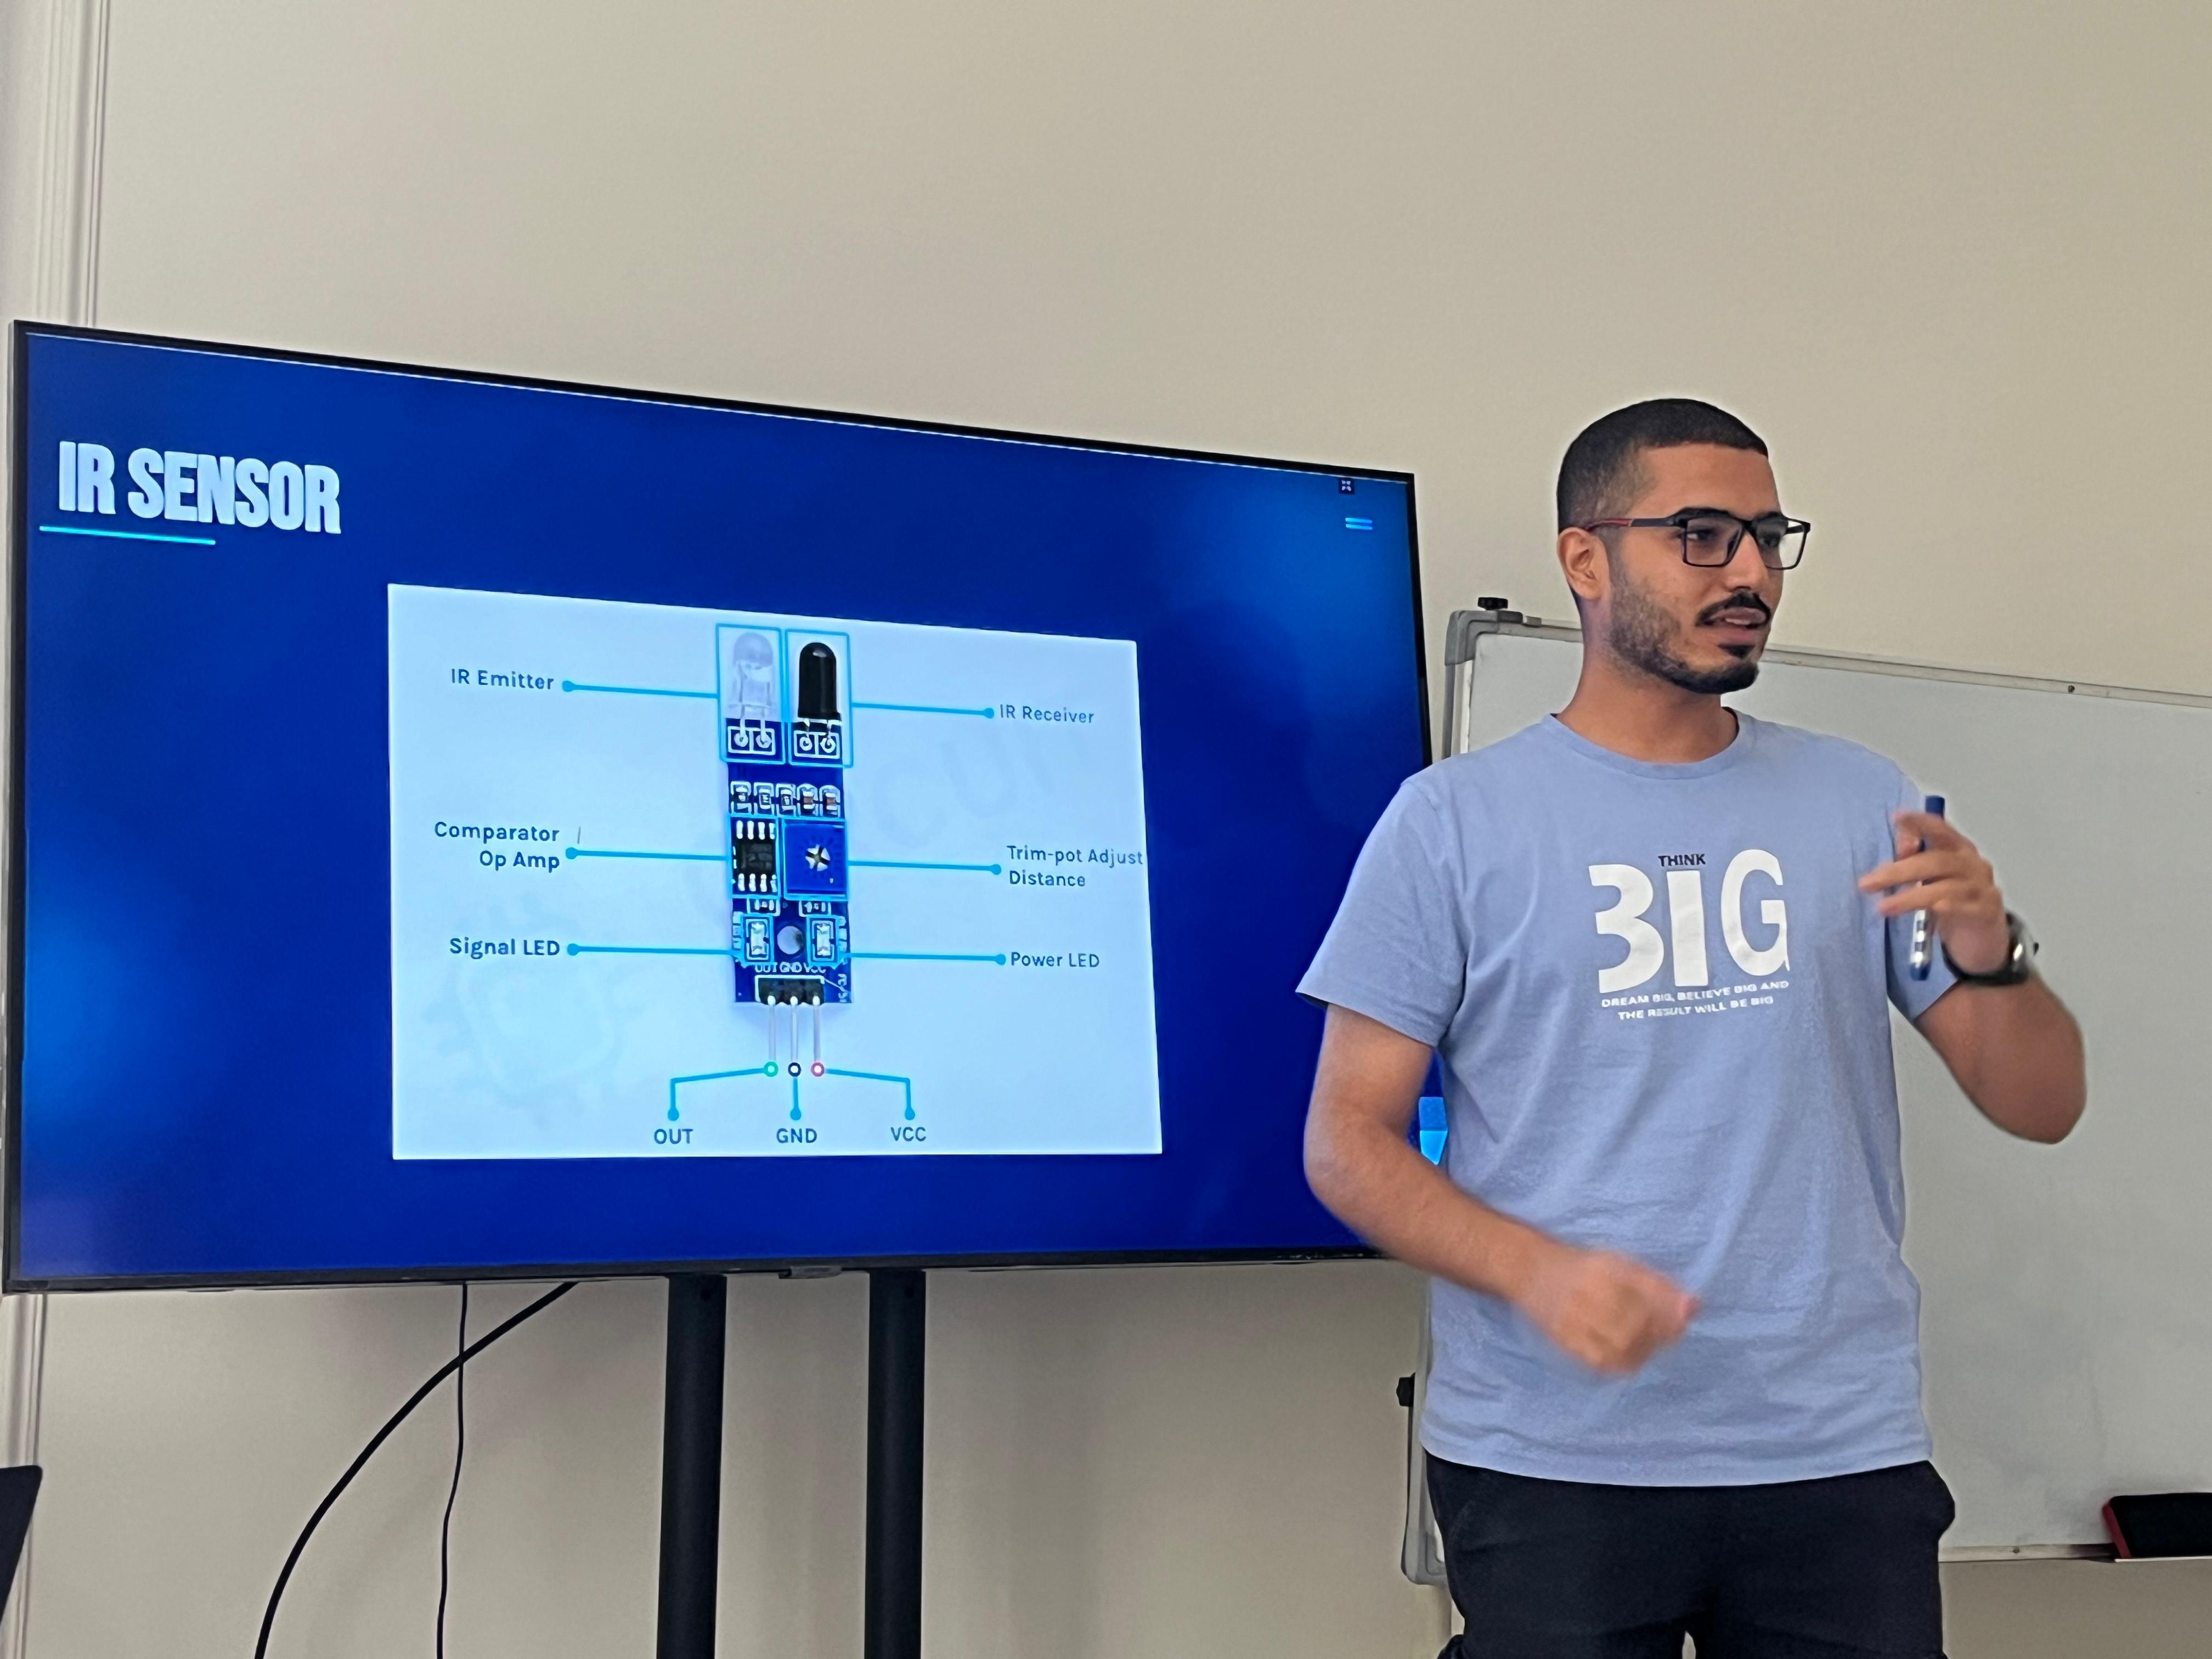 IR SENSOR
IR Emitter
IR Receiver
Comparator
Op Amp
Trim-pot Adjust
Distance
Signal LED
Power LED
OUT GND VCC
OUT
GND
VCC
THINK
BIG
DREAM BIG, BELIEVE BIG AND
THE RESULT WILL BE BIG